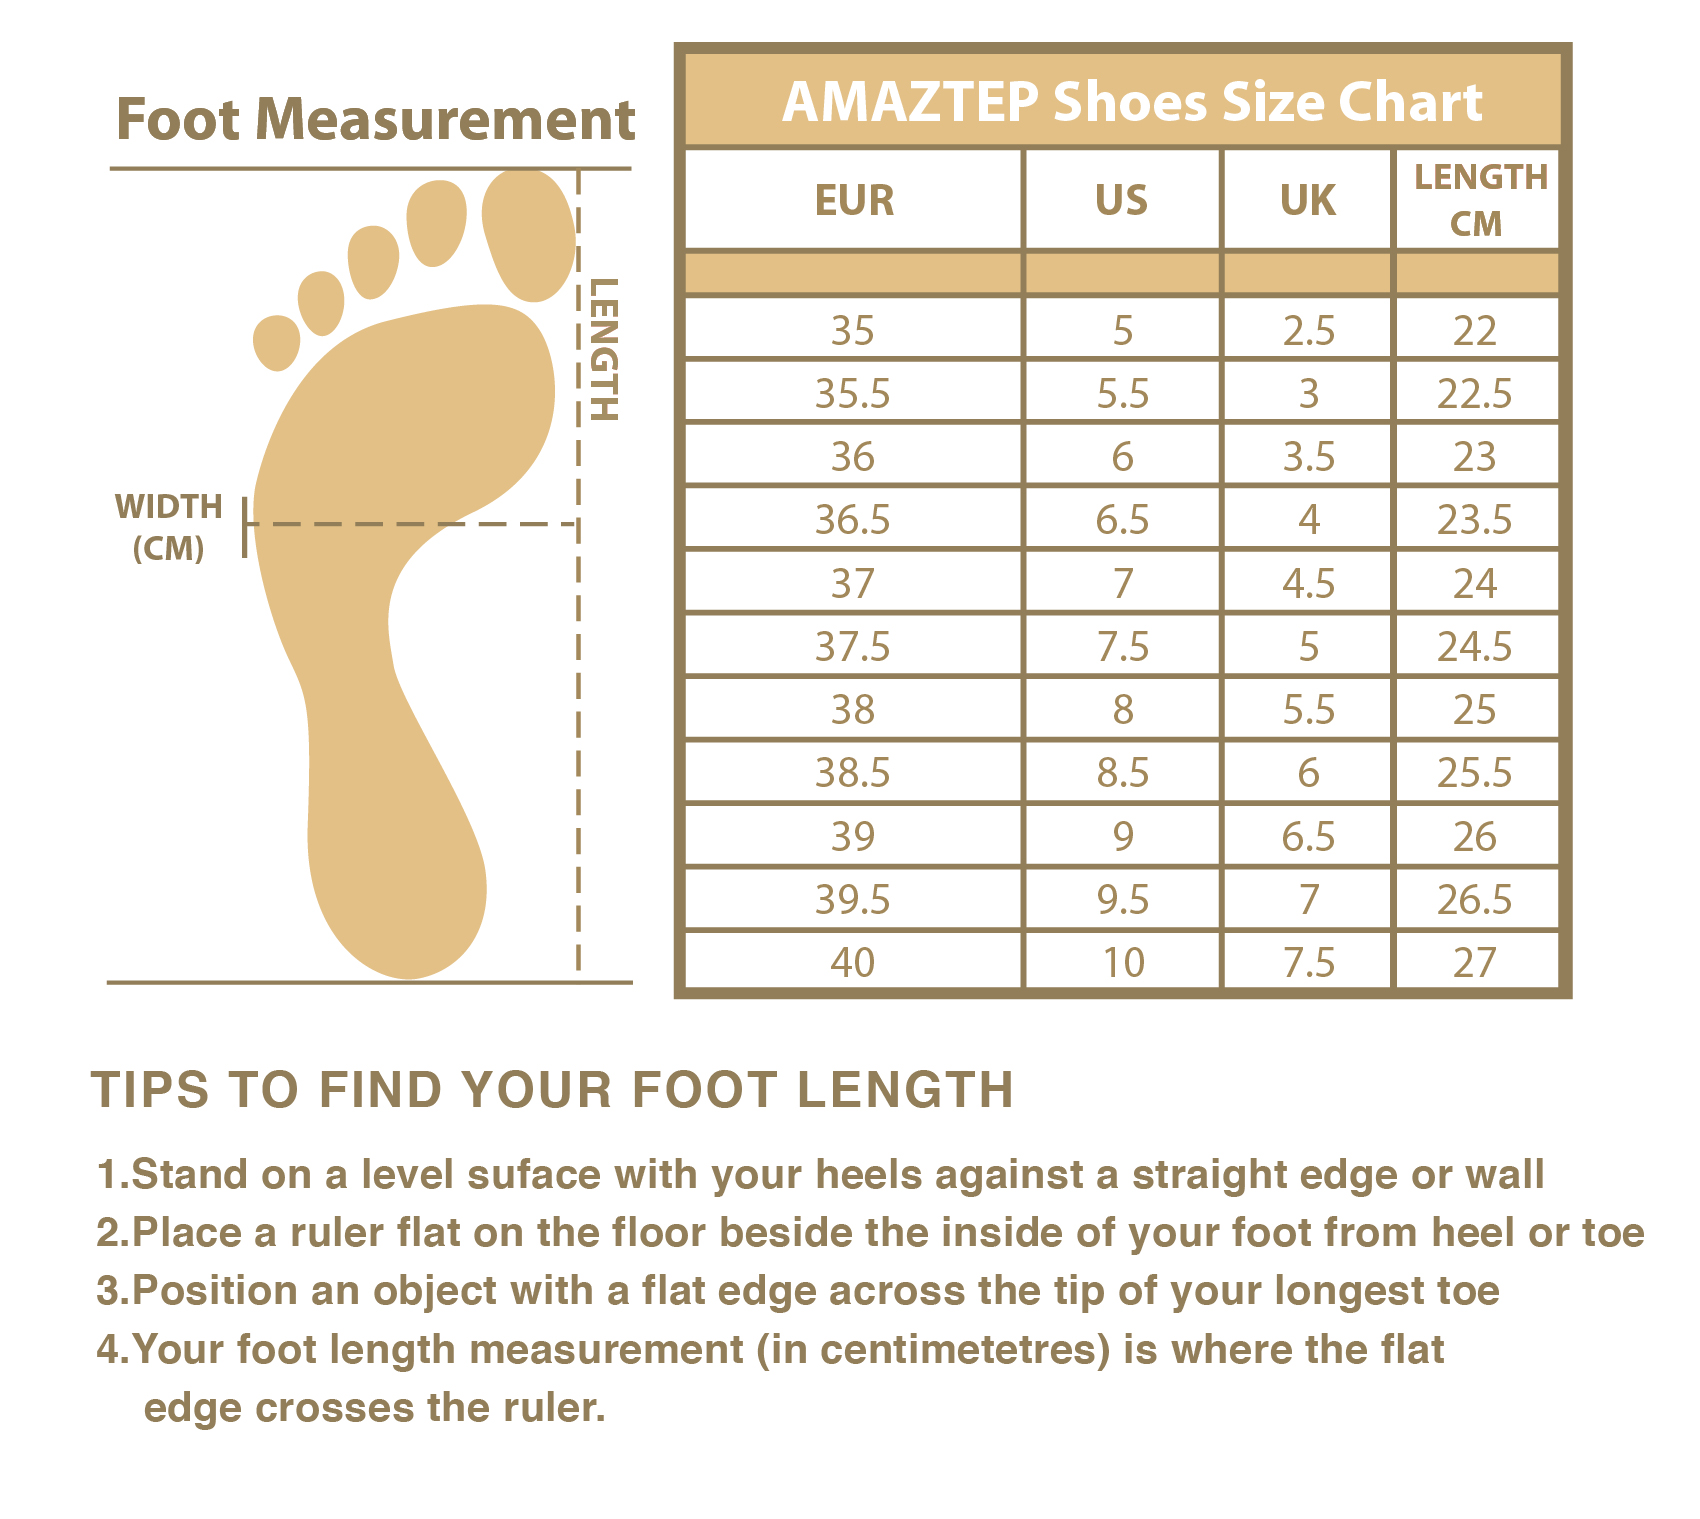 Foot Measurement
LENGTH
WIDTH
(CM)
AMAZTEP Shoes Size Chart
EUR US UK LENGTH CM
35 5 2.5 22
35.5 5.5 3 22.5
36 6 3.5 23
36.5 6.5 4 23.5
37 7 4.5 24
37.5 7.5 5 24.5
38 8 5.5 25
38.5 8.5 6 25.5
39 9 6.5 26
39.5 9.5 7 26.5
40 10 7.5 27
TIPS TO FIND YOUR FOOT LENGTH
1.Stand on a level suface with your heels against a straight edge or wall
2.Place a ruler flat on the floor beside the inside of your foot from heel or toe
3.Position an object with a flat edge across the tip of your longest toe
4.Your foot length measurement (in centimetetres) is where the flat
edge crosses the ruler.